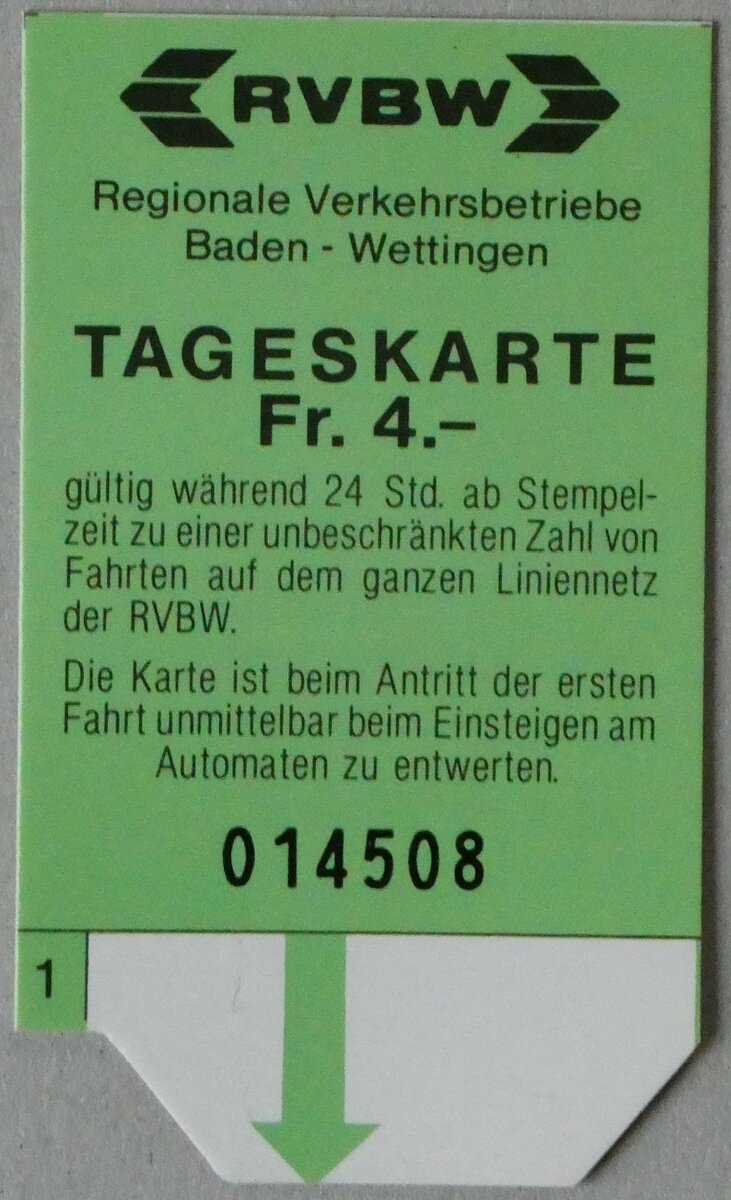 RVBW
Regionale Verkehrsbetriebe
Baden - Wettingen
TAGESKARTE
Fr. 4.–
gültig während 24 Std. ab Stempel-
zeit zu einer unbeschränkten Zahl von
Fahrten auf dem ganzen Liniennetz
der RVBW.
Die Karte ist beim Antritt der ersten
Fahrt unmittelbar beim Einsteigen am
Automaten zu entwerten.
014508
1